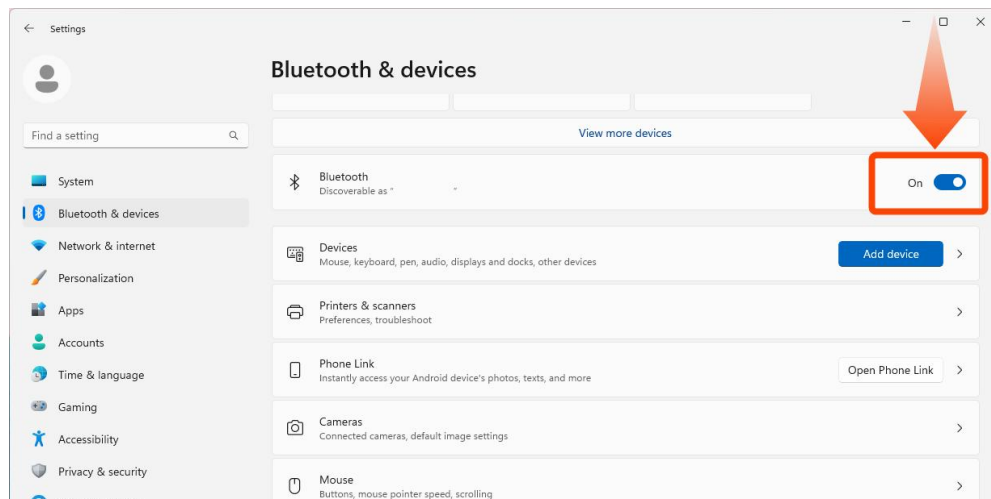 Settings
Bluetooth & devices
Find a setting
System
Bluetooth & devices
Network & internet
Personalization
Apps
Accounts
Time & language
Gaming
Accessibility
Privacy & security
View more devices
Bluetooth
Discoverable as " "
On
Devices
Mouse, keyboard, pen, audio, displays and docks, other devices
Add device
Printers & scanners
Preferences, troubleshoot
Phone Link
Instantly access your Android device's photos, texts, and more
Open Phone Link
Cameras
Connected cameras, default image settings
Mouse
Buttons, mouse pointer speed, scrolling